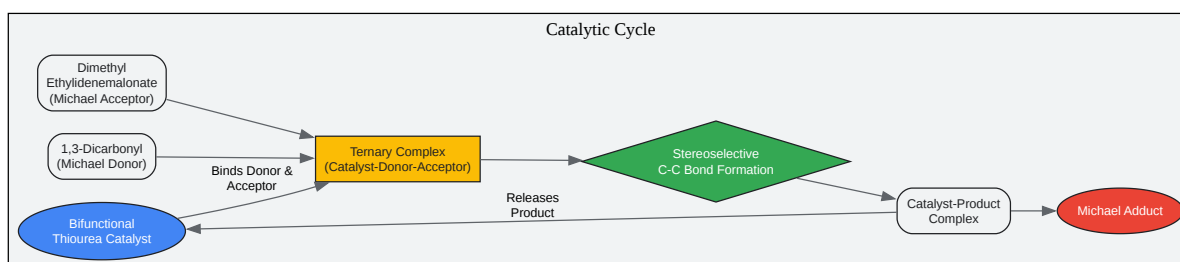 Catalytic Cycle
Dimethyl
Ethylidenemalonate
(Michael Acceptor)
1,3-Dicarbonyl
(Michael Donor)
Binds Donor &
Acceptor
Bifunctional
Thiourea Catalyst
Ternary Complex
(Catalyst-Donor-Acceptor)
Stereoselective
C-C Bond Formation
Releases
Product
Catalyst-Product
Complex
Michael Adduct